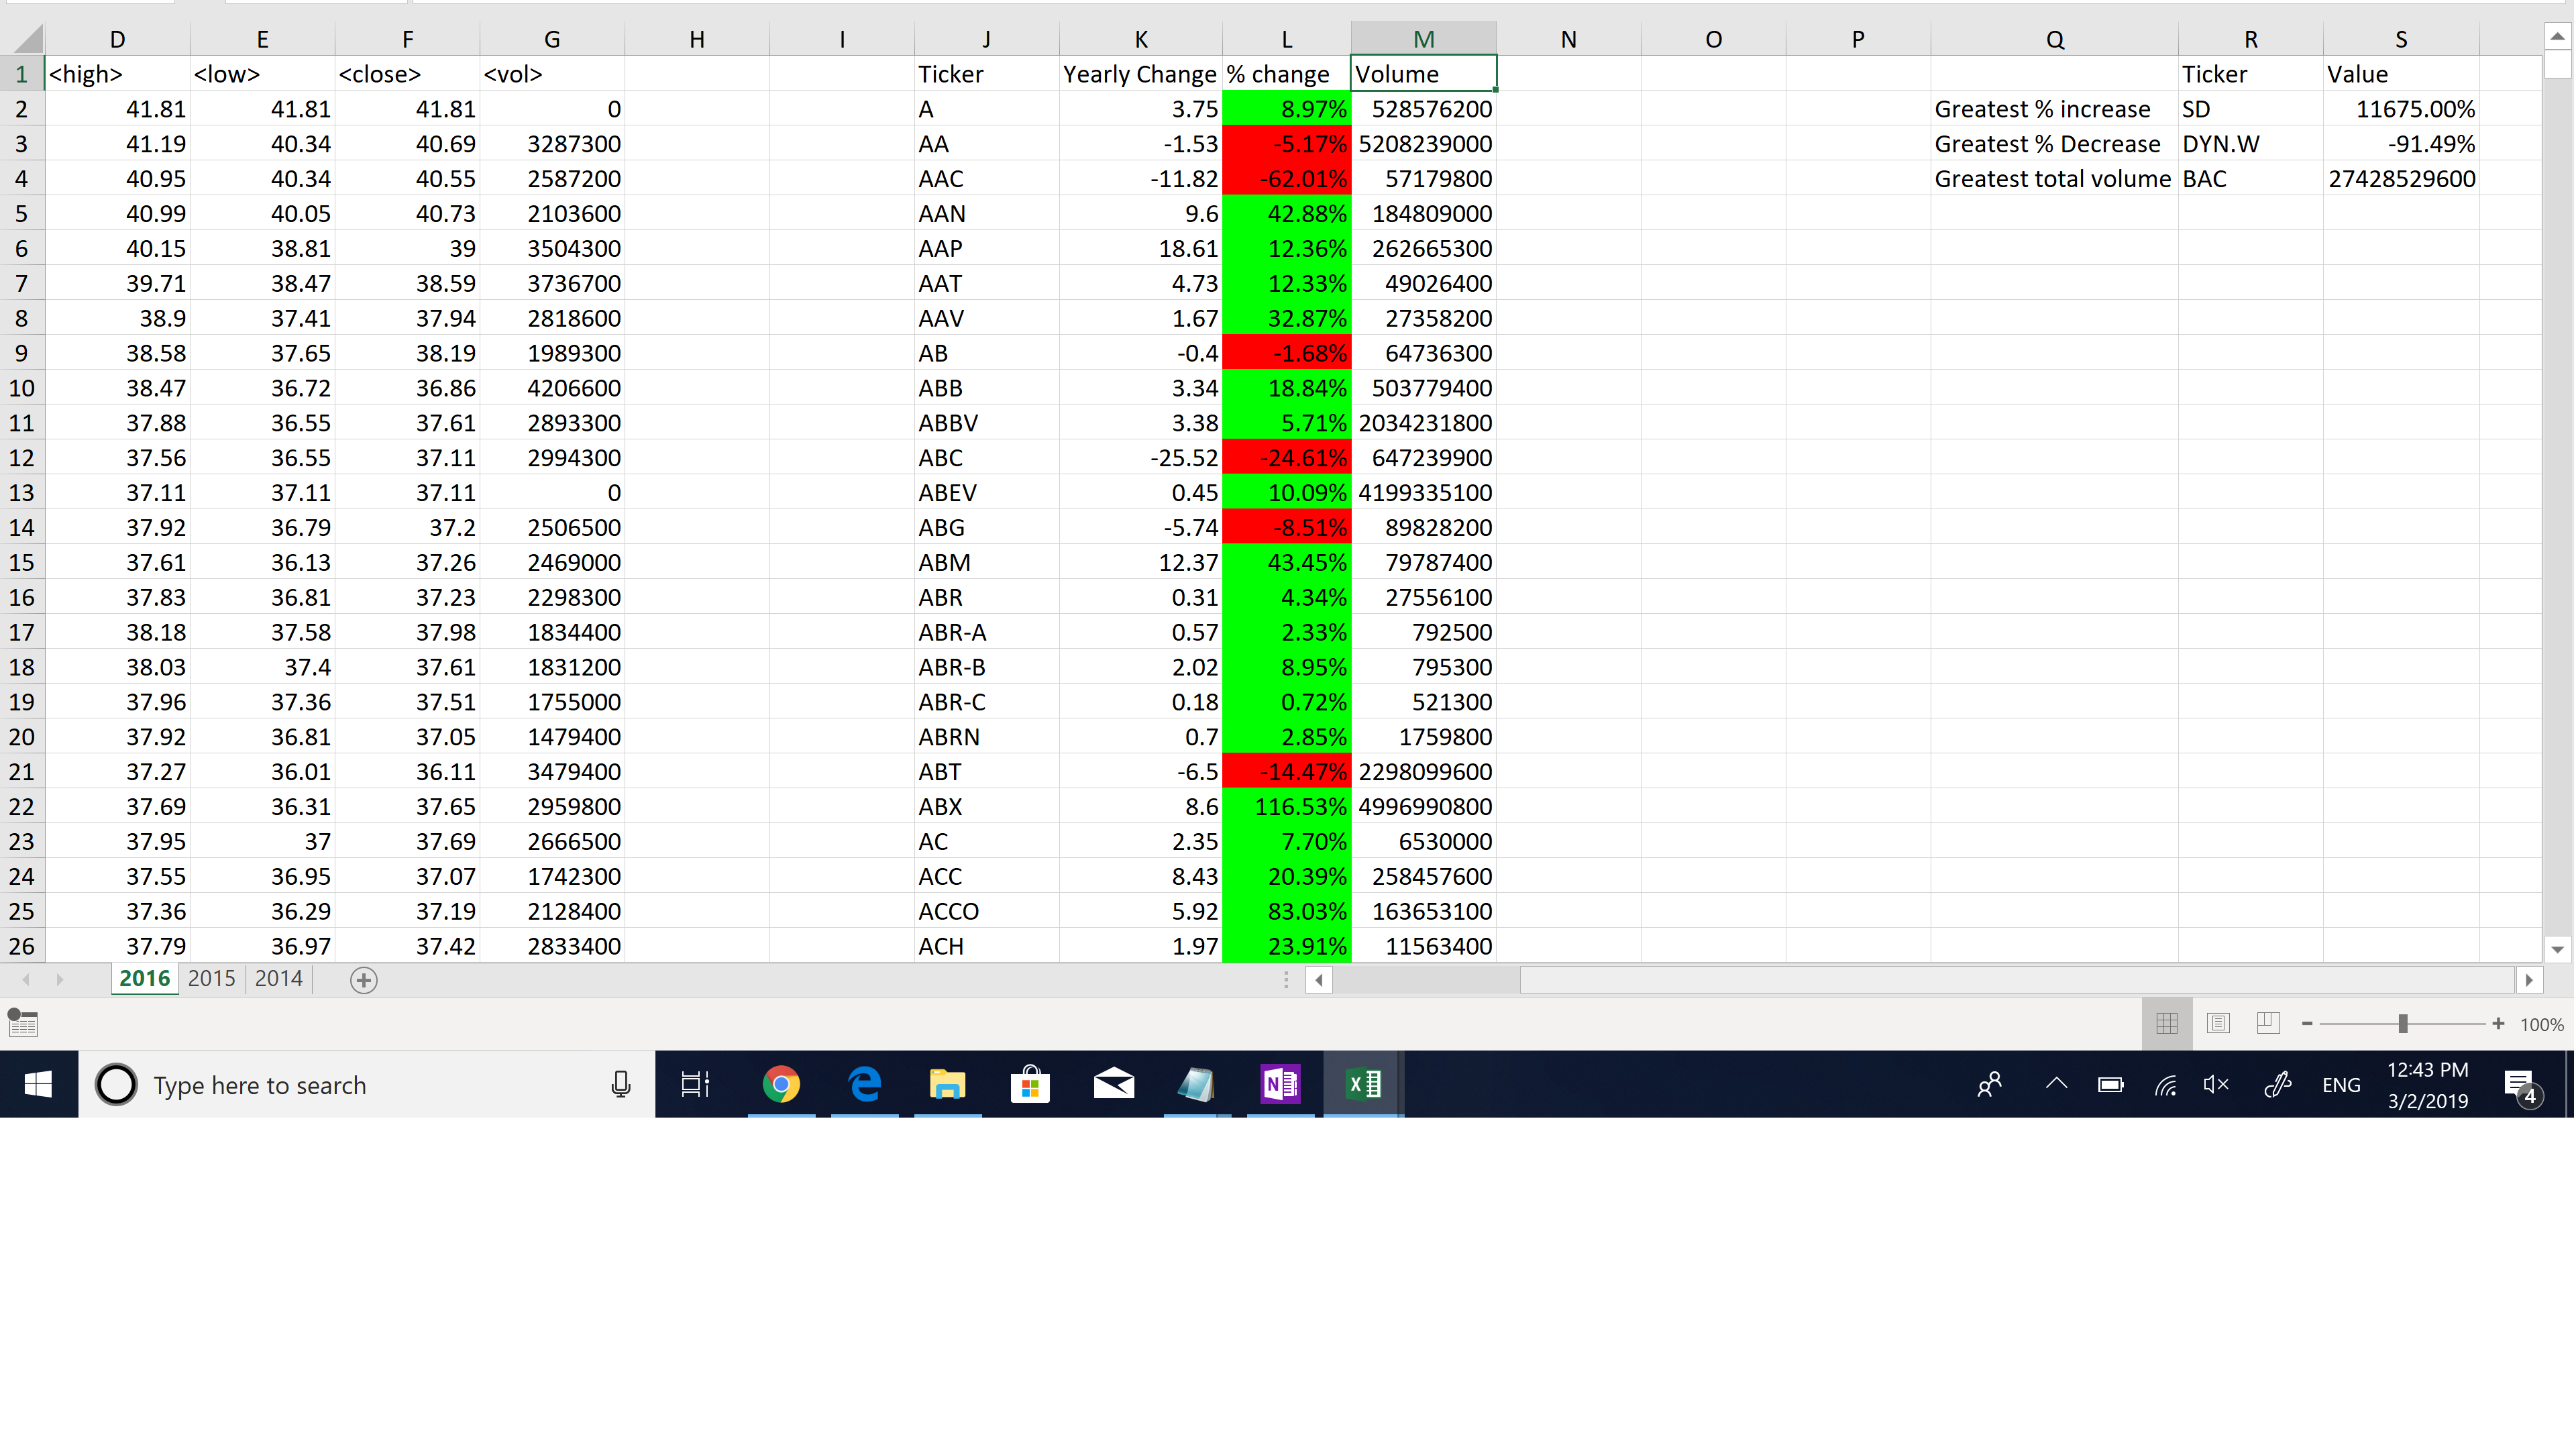 D E F G H I J K L M N O P Q R S
1 <high> <low> <close> <vol> Ticker Yearly Change % change Volume Ticker Value
2 41.81 41.81 41.81 0 A 3.75 8.97% 528576200 Greatest % increase SD 11675.00%
3 41.19 40.34 40.69 3287300 AA -1.53 -5.17% 5208239000 Greatest % Decrease DYN.W -91.49%
4 40.95 40.34 40.55 2587200 AAC -11.82 -62.01% 57179800 Greatest total volume BAC 27428529600
5 40.99 40.05 40.73 2103600 AAN 9.6 42.88% 184809000
6 40.15 38.81 39 3504300 AAP 18.61 12.36% 262665300
7 39.71 38.47 38.59 3736700 AAT 4.73 12.33% 49026400
8 38.9 37.41 37.94 2818600 AAV 1.67 32.87% 27358200
9 38.58 37.65 38.19 1989300 AB -0.4 -1.68% 64736300
10 38.47 36.72 36.86 4206600 ABB 3.34 18.84% 503779400
11 37.88 36.55 37.61 2893300 ABBV 3.38 5.71% 2034231800
12 37.56 36.55 37.11 2994300 ABC -25.52 -24.61% 647239900
13 37.11 37.11 37.11 0 ABEV 0.45 10.09% 4199335100
14 37.92 36.79 37.2 2506500 ABG -5.74 -8.51% 89828200
15 37.61 36.13 37.26 2469000 ABM 12.37 43.45% 79787400
16 37.83 36.81 37.23 2298300 ABR 0.31 4.34% 27556100
17 38.18 37.58 37.98 1834400 ABR-A 0.57 2.33% 792500
18 38.03 37.4 37.61 1831200 ABR-B 2.02 8.95% 795300
19 37.96 37.36 37.51 1755000 ABR-C 0.18 0.72% 521300
20 37.92 36.81 37.05 1479400 ABRN 0.7 2.85% 1759800
21 37.27 36.01 36.11 3479400 ABT -6.5 -14.47% 2298099600
22 37.69 36.31 37.65 2959800 ABX 8.6 116.53% 4996990800
23 37.95 37 37.69 2666500 AC 2.35 7.70% 6530000
24 37.55 36.95 37.07 1742300 ACC 8.43 20.39% 258457600
25 37.36 36.29 37.19 2128400 ACCO 5.92 83.03% 163653100
26 37.79 36.97 37.42 2833400 ACH 1.97 23.91% 11563400
2016 2015 2014
100%
Type here to search
ENG
12:43 PM
3/2/2019
4